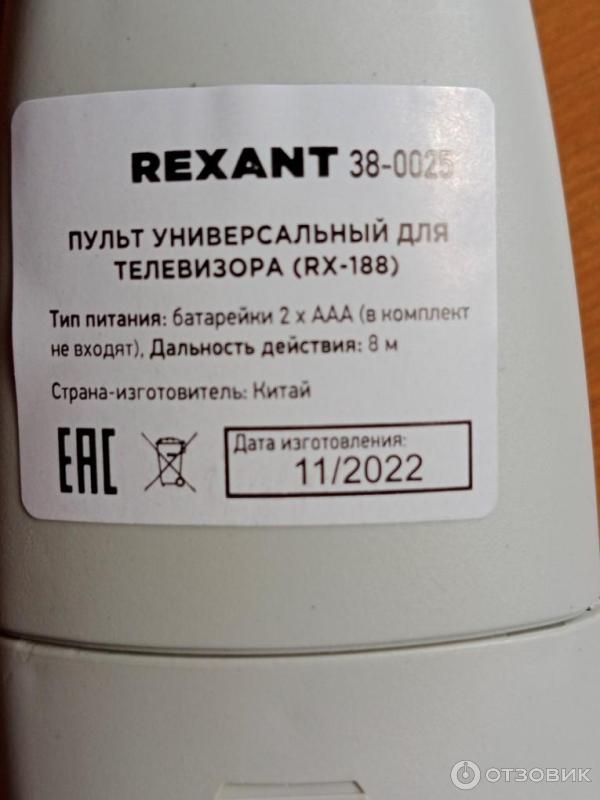 REXANT 38-0025
ПУЛЬТ УНИВЕРСАЛЬНЫЙ ДЛЯ
ТЕЛЕВИЗОРА (RX-188)
Тип питания: батарейки 2 х ААА (в комплект
не входят), Дальность действия: 8 м
Страна-изготовитель: Китай
EAC
Дата изготовления:
11/2022
ОТЗОВИК